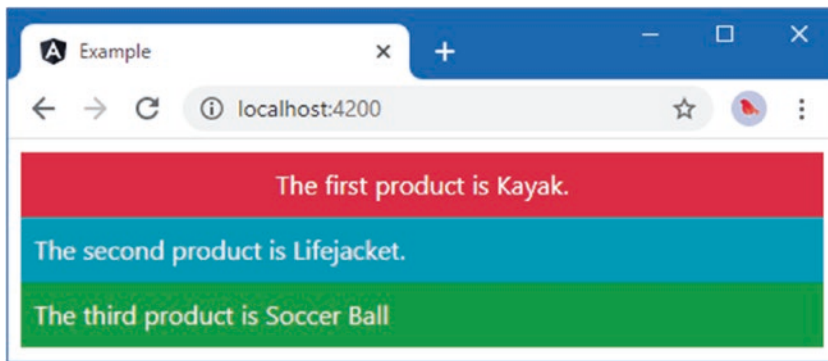 Example
localhost:4200
The first product is Kayak.
The second product is Lifejacket.
The third product is Soccer Ball